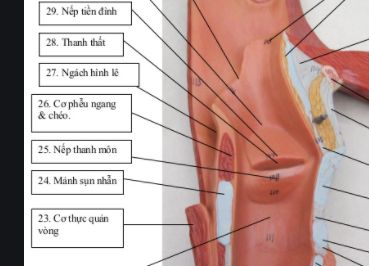 29. Nếp tiền đình
28. Thanh thất
27. Ngách hình lê
26. Cơ phễu ngang
& chéo.
25. Nếp thanh môn
24. Mảnh sụn nhẫn
23. Cơ thực quản
vòng